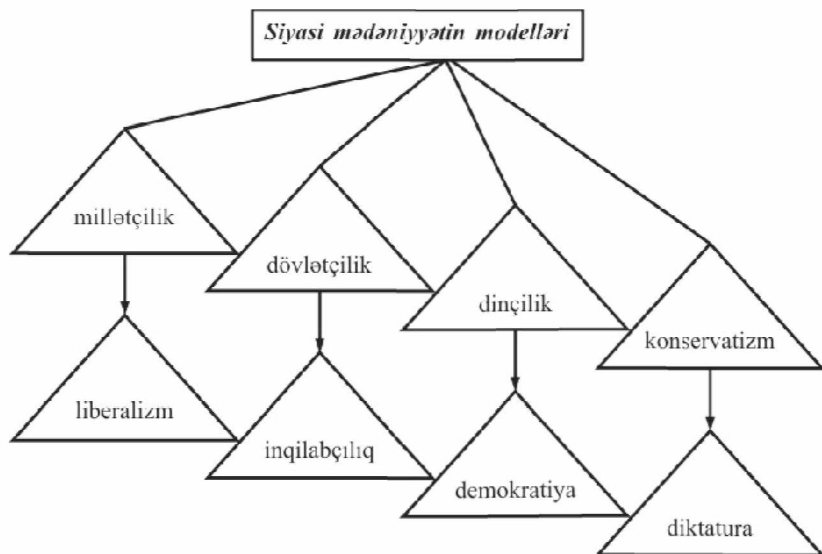 Siyasi mədəniyyətin modelləri
millətçilik
dövlətçilik
dinçilik
konservatizm
liberalizm
inqilabçılıq
demokratiya
diktatura